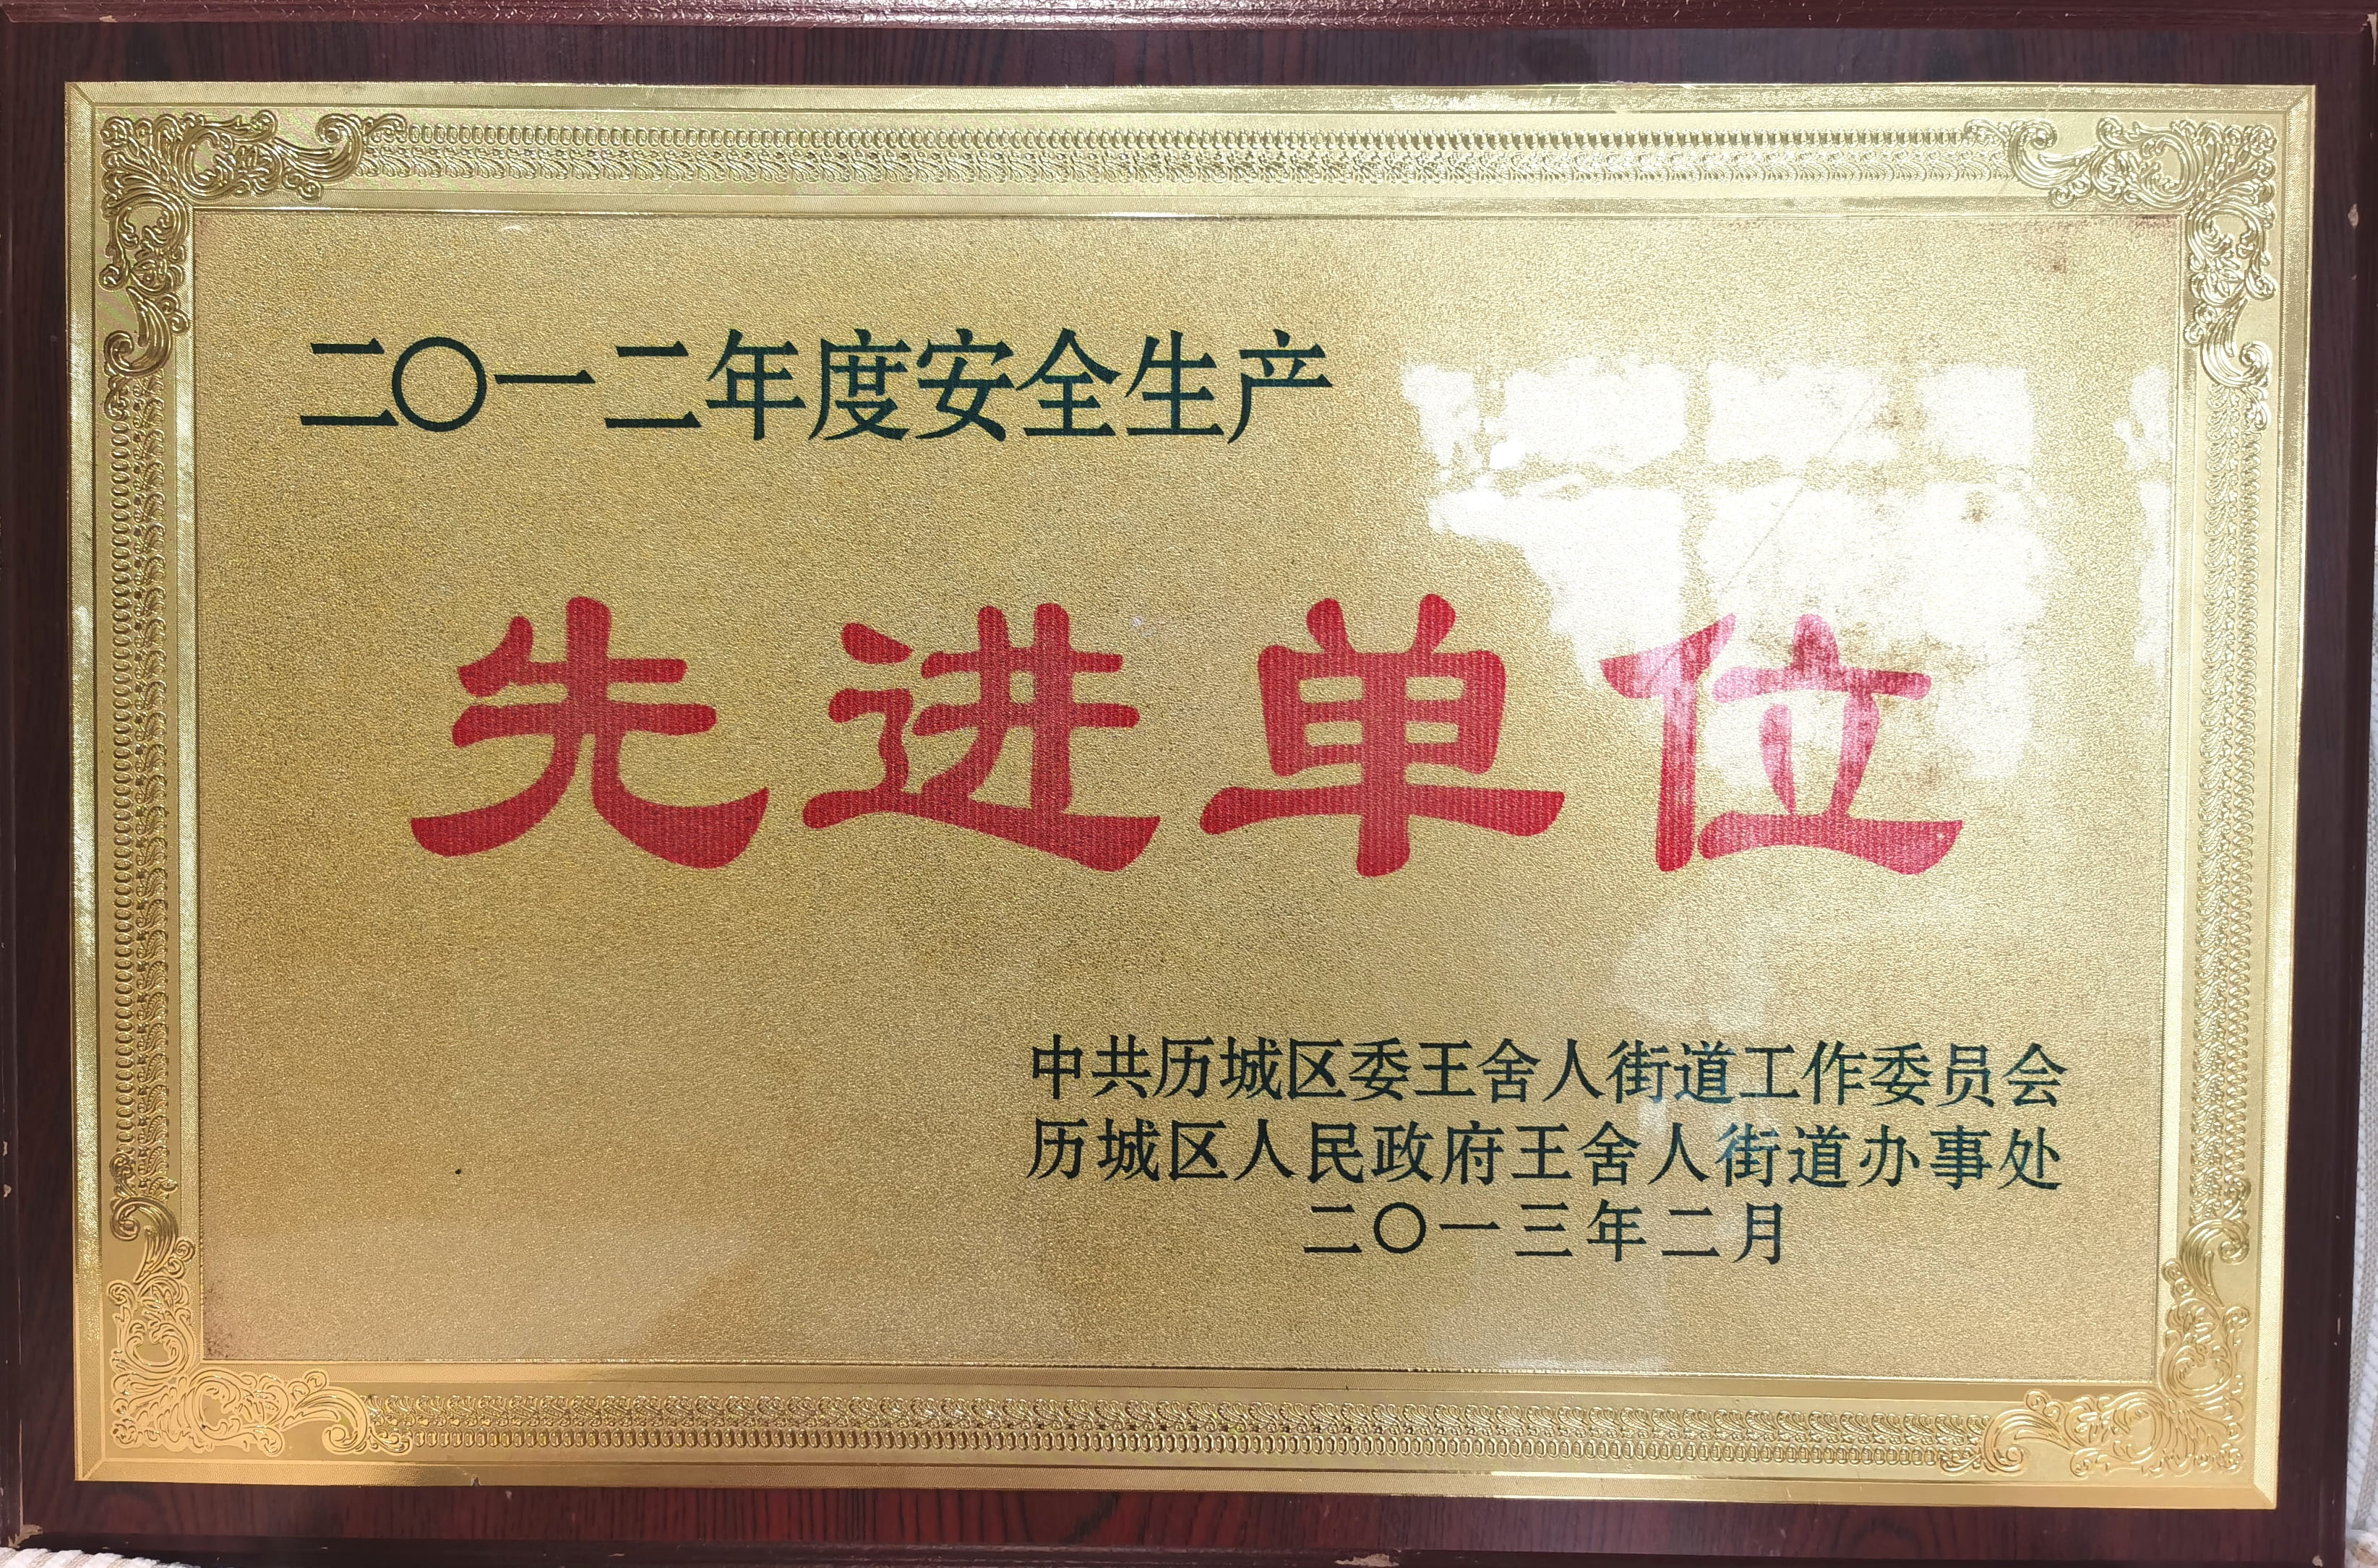 二〇一二年度安全生产
先进单位
中共历城区委王舍人街道工作委员会
历城区人民政府王舍人街道办事处
二〇一三年二月